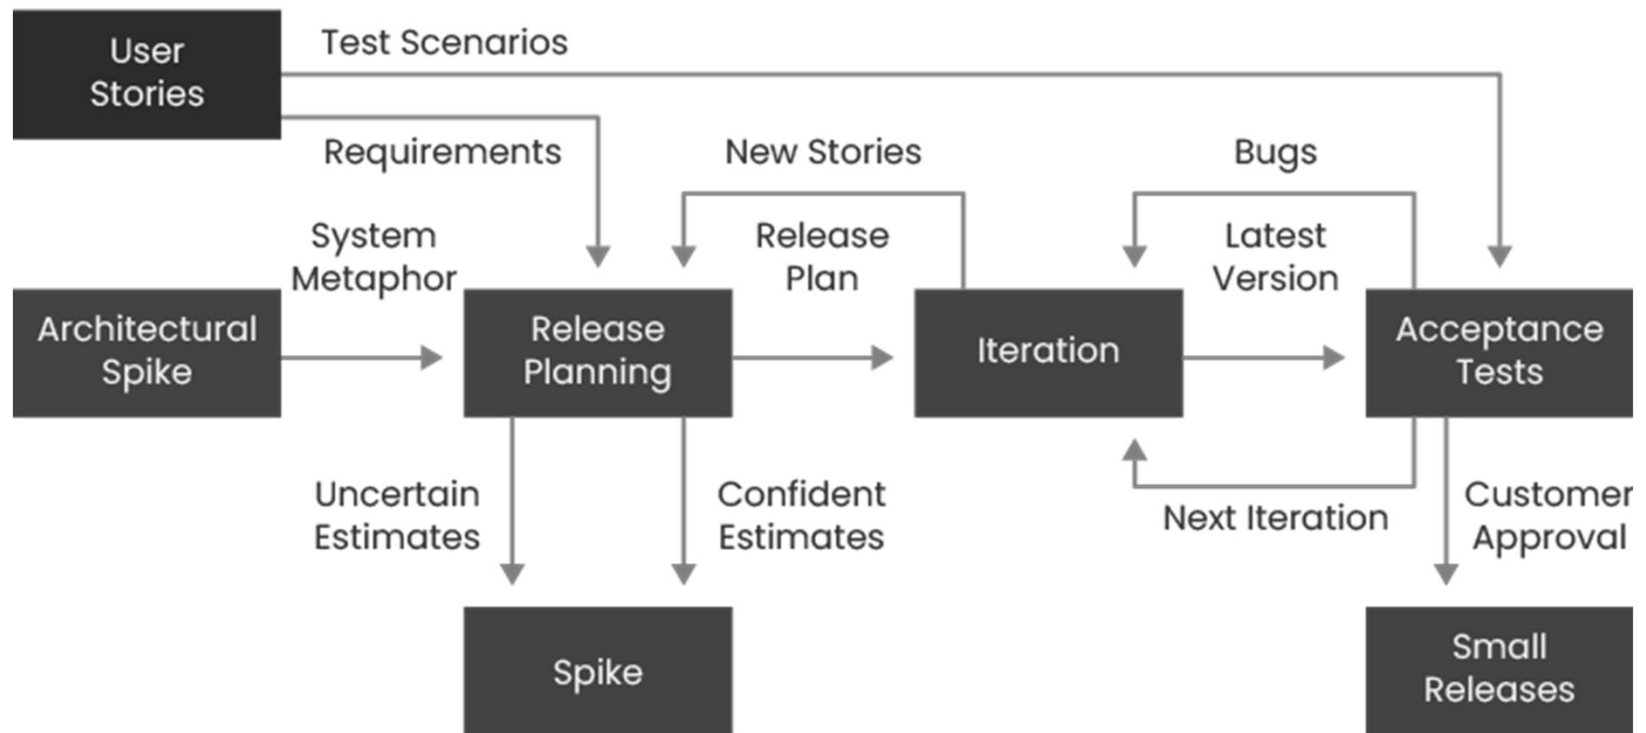 User
Stories
Test Scenarios
Requirements
New Stories
Bugs
System
Metaphor
Release
Plan
Latest
Version
Architectural
Spike
Release
Planning
Iteration
Acceptance
Tests
Uncertain
Estimates
Confident
Estimates
Next Iteration
Customer
Approval
Spike
Small
Releases